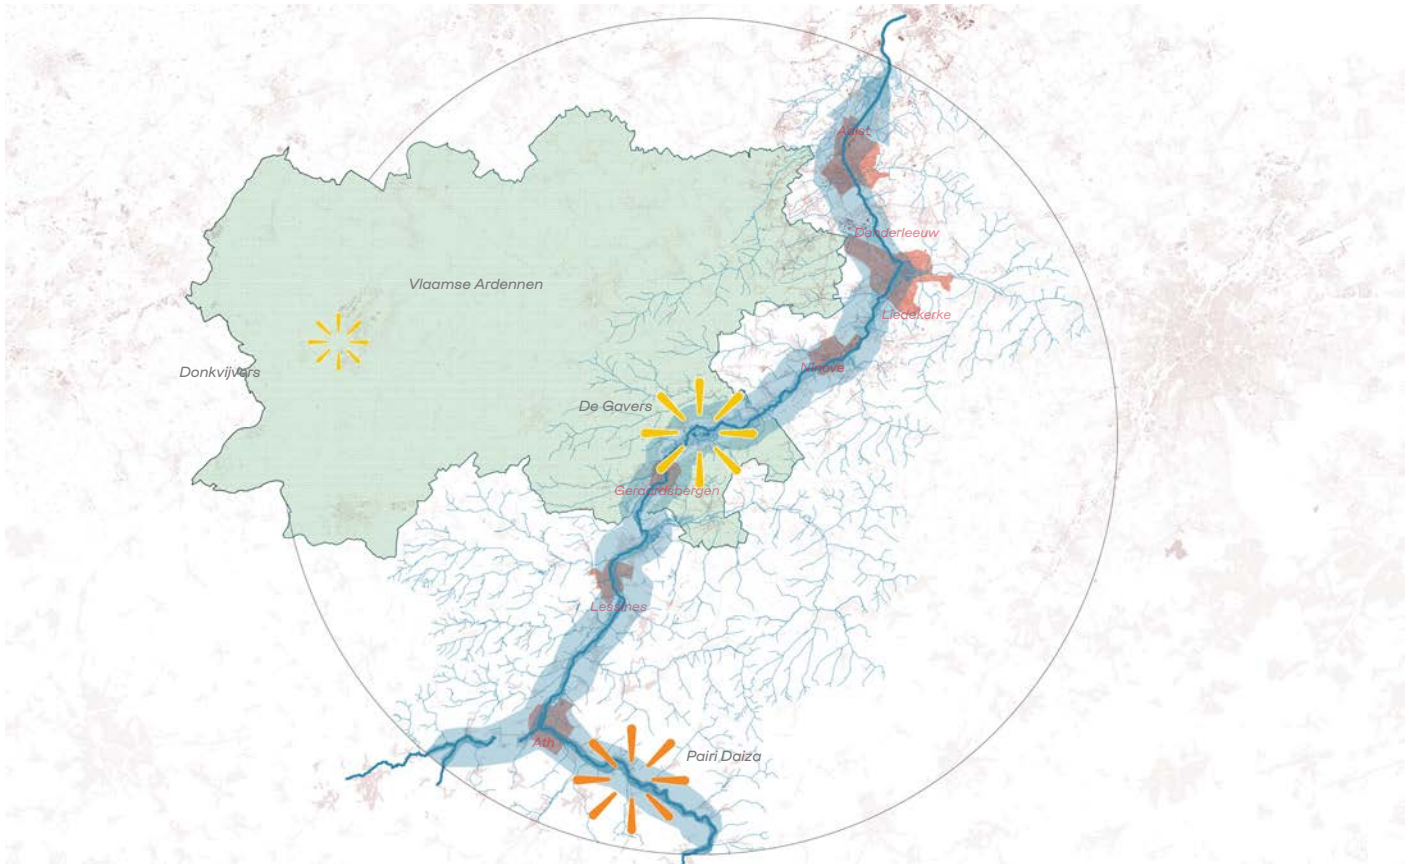 Aalst
Denderleeuw
Vlaamse Ardennen
Liedekerke
Ninove
Donkvijvers
De Gavers
Geraardsbergen
Lessines
Ath
Pairi Daiza